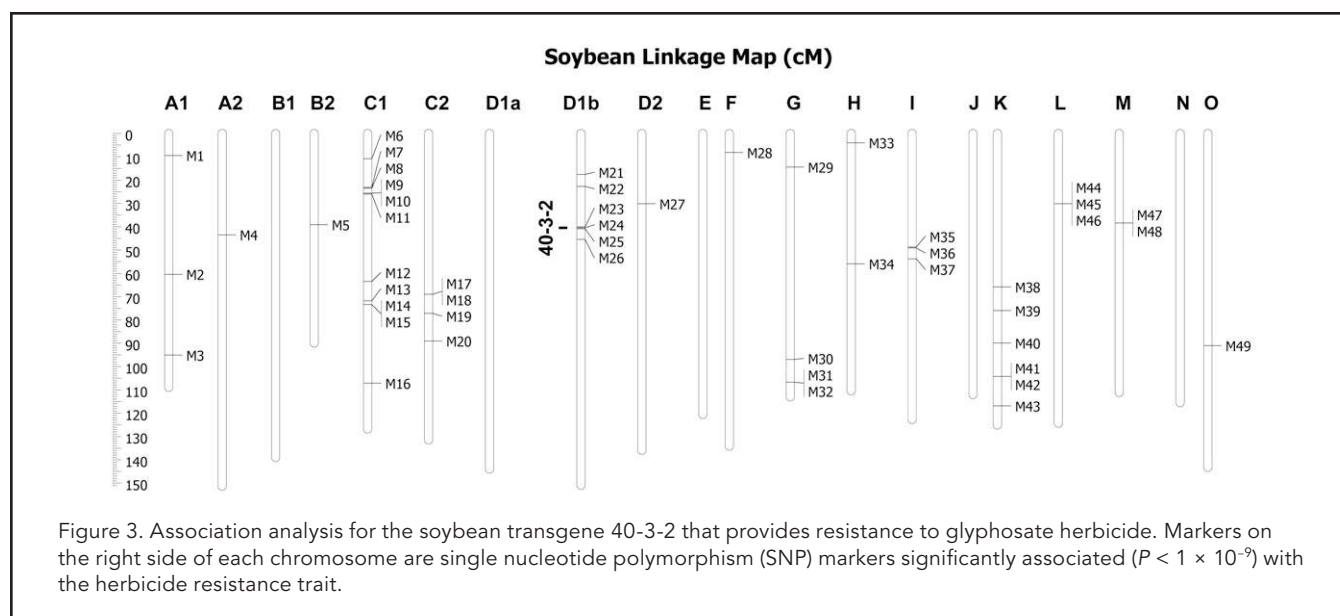 Soybean Linkage Map (cM)
A1 A2 B1 B2 C1 C2 D1a D1b D2 E F G H I J K L M N O
0
10
20
30
40
50
60
70
80
90
100
110
120
130
140
150
M1
M2
M3
M4
M5
M6
M7
M8
M9
M10
M11
M12
M13
M14
M15
M16
M17
M18
M19
M20
40-3-2
M21
M22
M23
M24
M25
M26
M27
M28
M29
M30
M31
M32
M33
M34
M35
M36
M37
M38
M39
M40
M41
M42
M43
M44
M45
M46
M47
M48
M49
Figure 3. Association analysis for the soybean transgene 40-3-2 that provides resistance to glyphosate herbicide. Markers on
the right side of each chromosome are single nucleotide polymorphism (SNP) markers significantly associated (P < 1 × 10⁻⁹) with
the herbicide resistance trait.